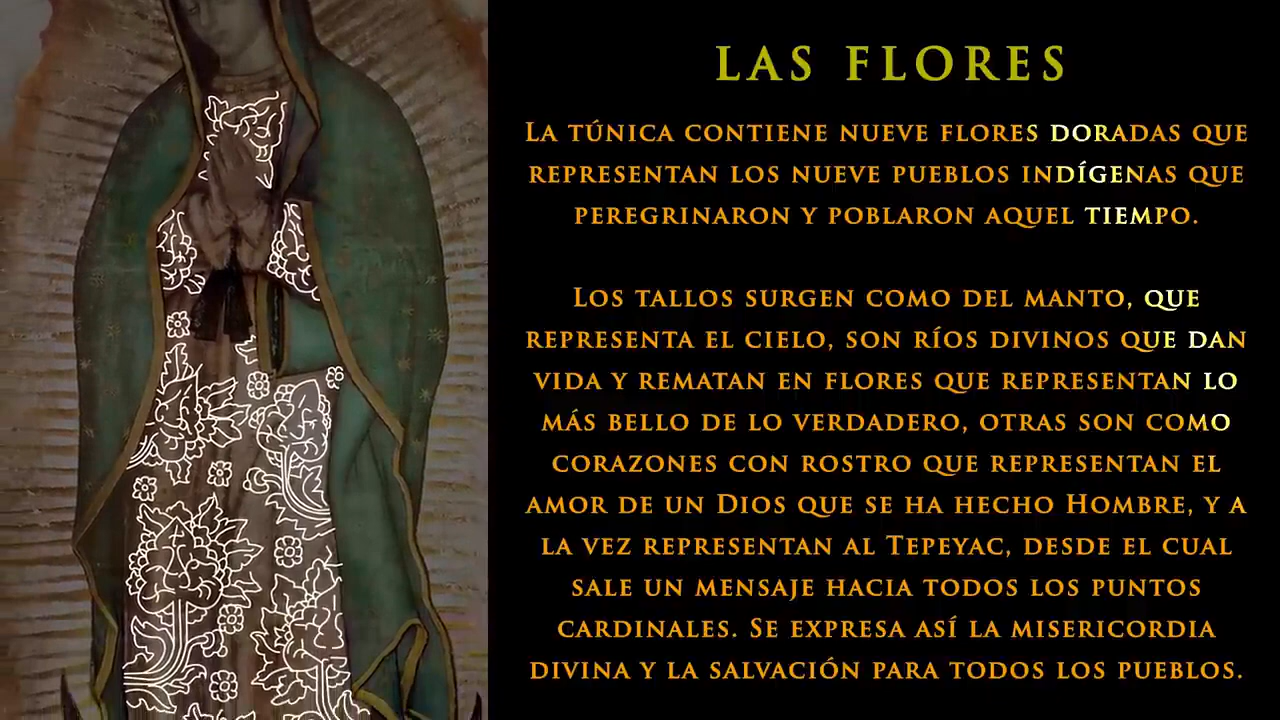 LAS FLORES
LA TÚNICA CONTIENE NUEVE FLORES DORADAS QUE
REPRESENTAN LOS NUEVE PUEBLOS INDÍGENAS QUE
PEREGRINARON Y POBLARON AQUEL TIEMPO.
LOS TALLOS SURGEN COMO DEL MANTO, QUE
REPRESENTA EL CIELO, SON RÍOS DIVINOS QUE DAN
VIDA Y REMATAN EN FLORES QUE REPRESENTAN LO
MÁS BELLO DE LO VERDADERO, OTRAS SON COMO
CORAZONES CON ROSTRO QUE REPRESENTAN EL
AMOR DE UN DIOS QUE SE HA HECHO HOMBRE, Y A
LA VEZ REPRESENTAN AL TEPEYAC, DESDE EL CUAL
SALE UN MENSAJE HACIA TODOS LOS PUNTOS
CARDINALES. SE EXPRESA ASÍ LA MISERICORDIA
DIVINA Y LA SALVACIÓN PARA TODOS LOS PUEBLOS.